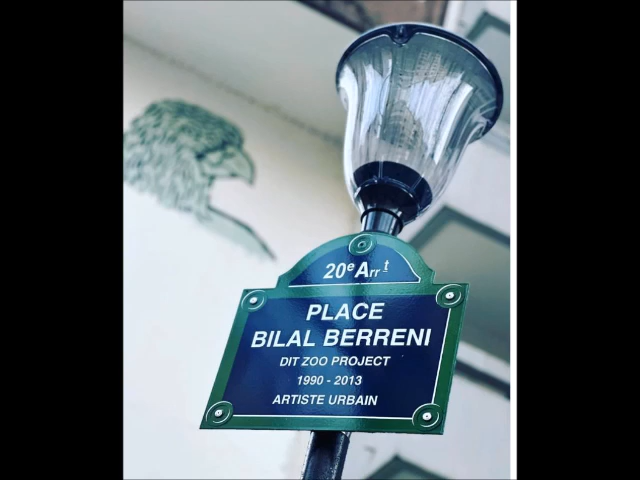 20e Arrt
PLACE
BILAL BERRENI
DIT ZOO PROJECT
1990 - 2013
ARTISTE URBAIN